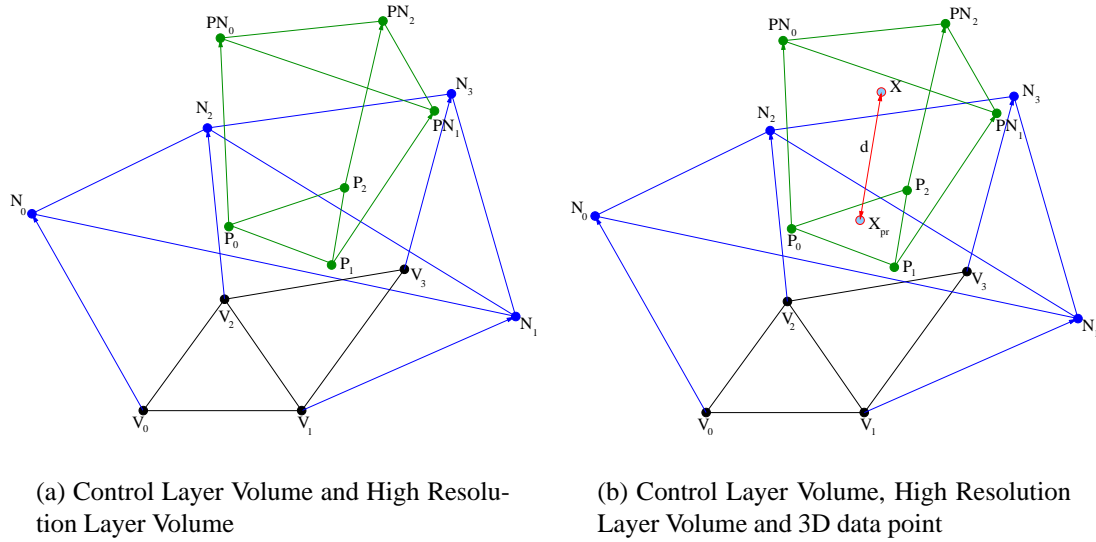 PN₀
PN₂
N₃
N₂
PN₁
P₂
N₀
P₀
P₁
V₃
V₂
N₁
V₀
V₁
PN₀
PN₂
X
N₃
N₂
PN₁
d
P₂
N₀
X_pr
P₀
P₁
V₃
V₂
V₀
V₁
(a) Control Layer Volume and High Resolu-
tion Layer Volume
(b) Control Layer Volume, High Resolution
Layer Volume and 3D data point